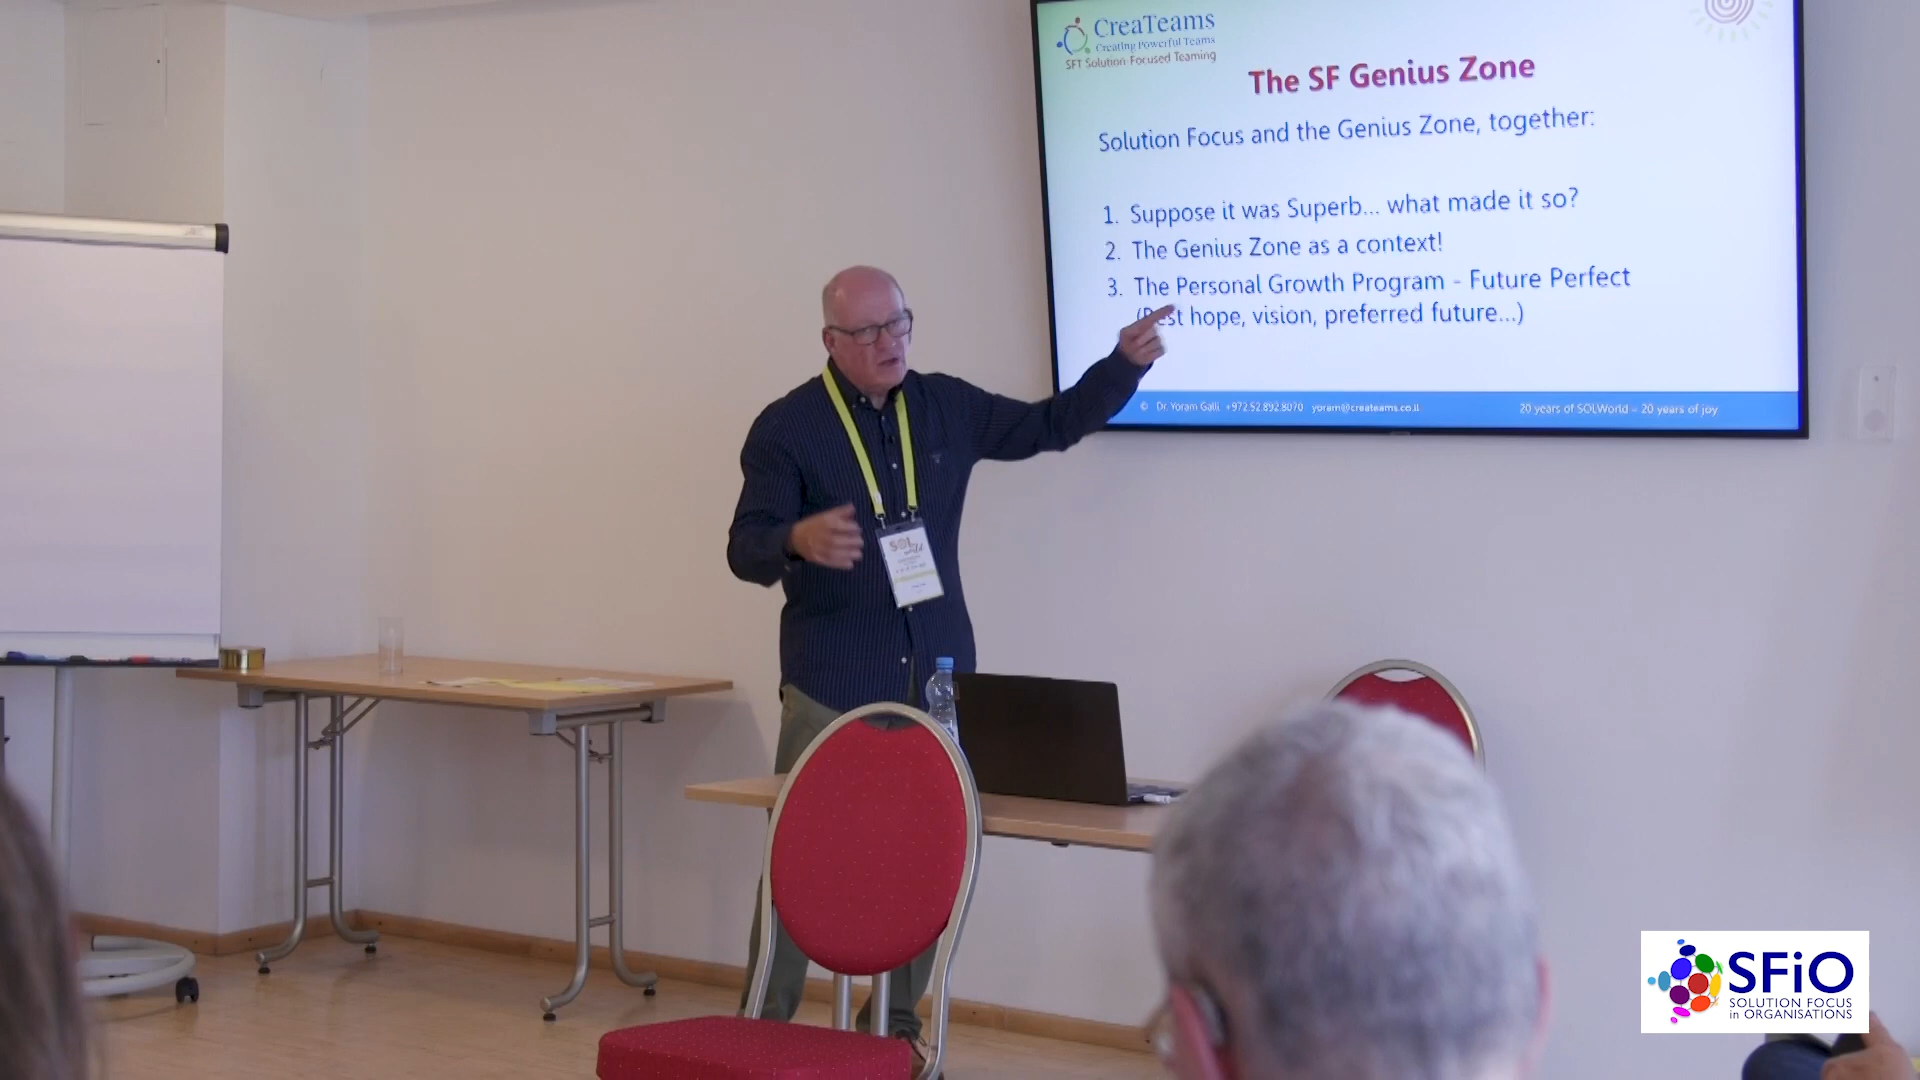 CreaTeams
Creating Powerful Teams
SFT Solution-Focused Teaming
The SF Genius Zone
Solution Focus and the Genius Zone, together:
1. Suppose it was Superb... what made it so?
2. The Genius Zone as a context!
3. The Personal Growth Program - Future Perfect
hope, vision, preferred future...)
© Dr. Yoram Galli +972.52.892.8070 yoram@createams.co.il
20 years of SOLWorld – 20 years of joy
SOL
SFiO
SOLUTION FOCUS
in ORGANISATIONS